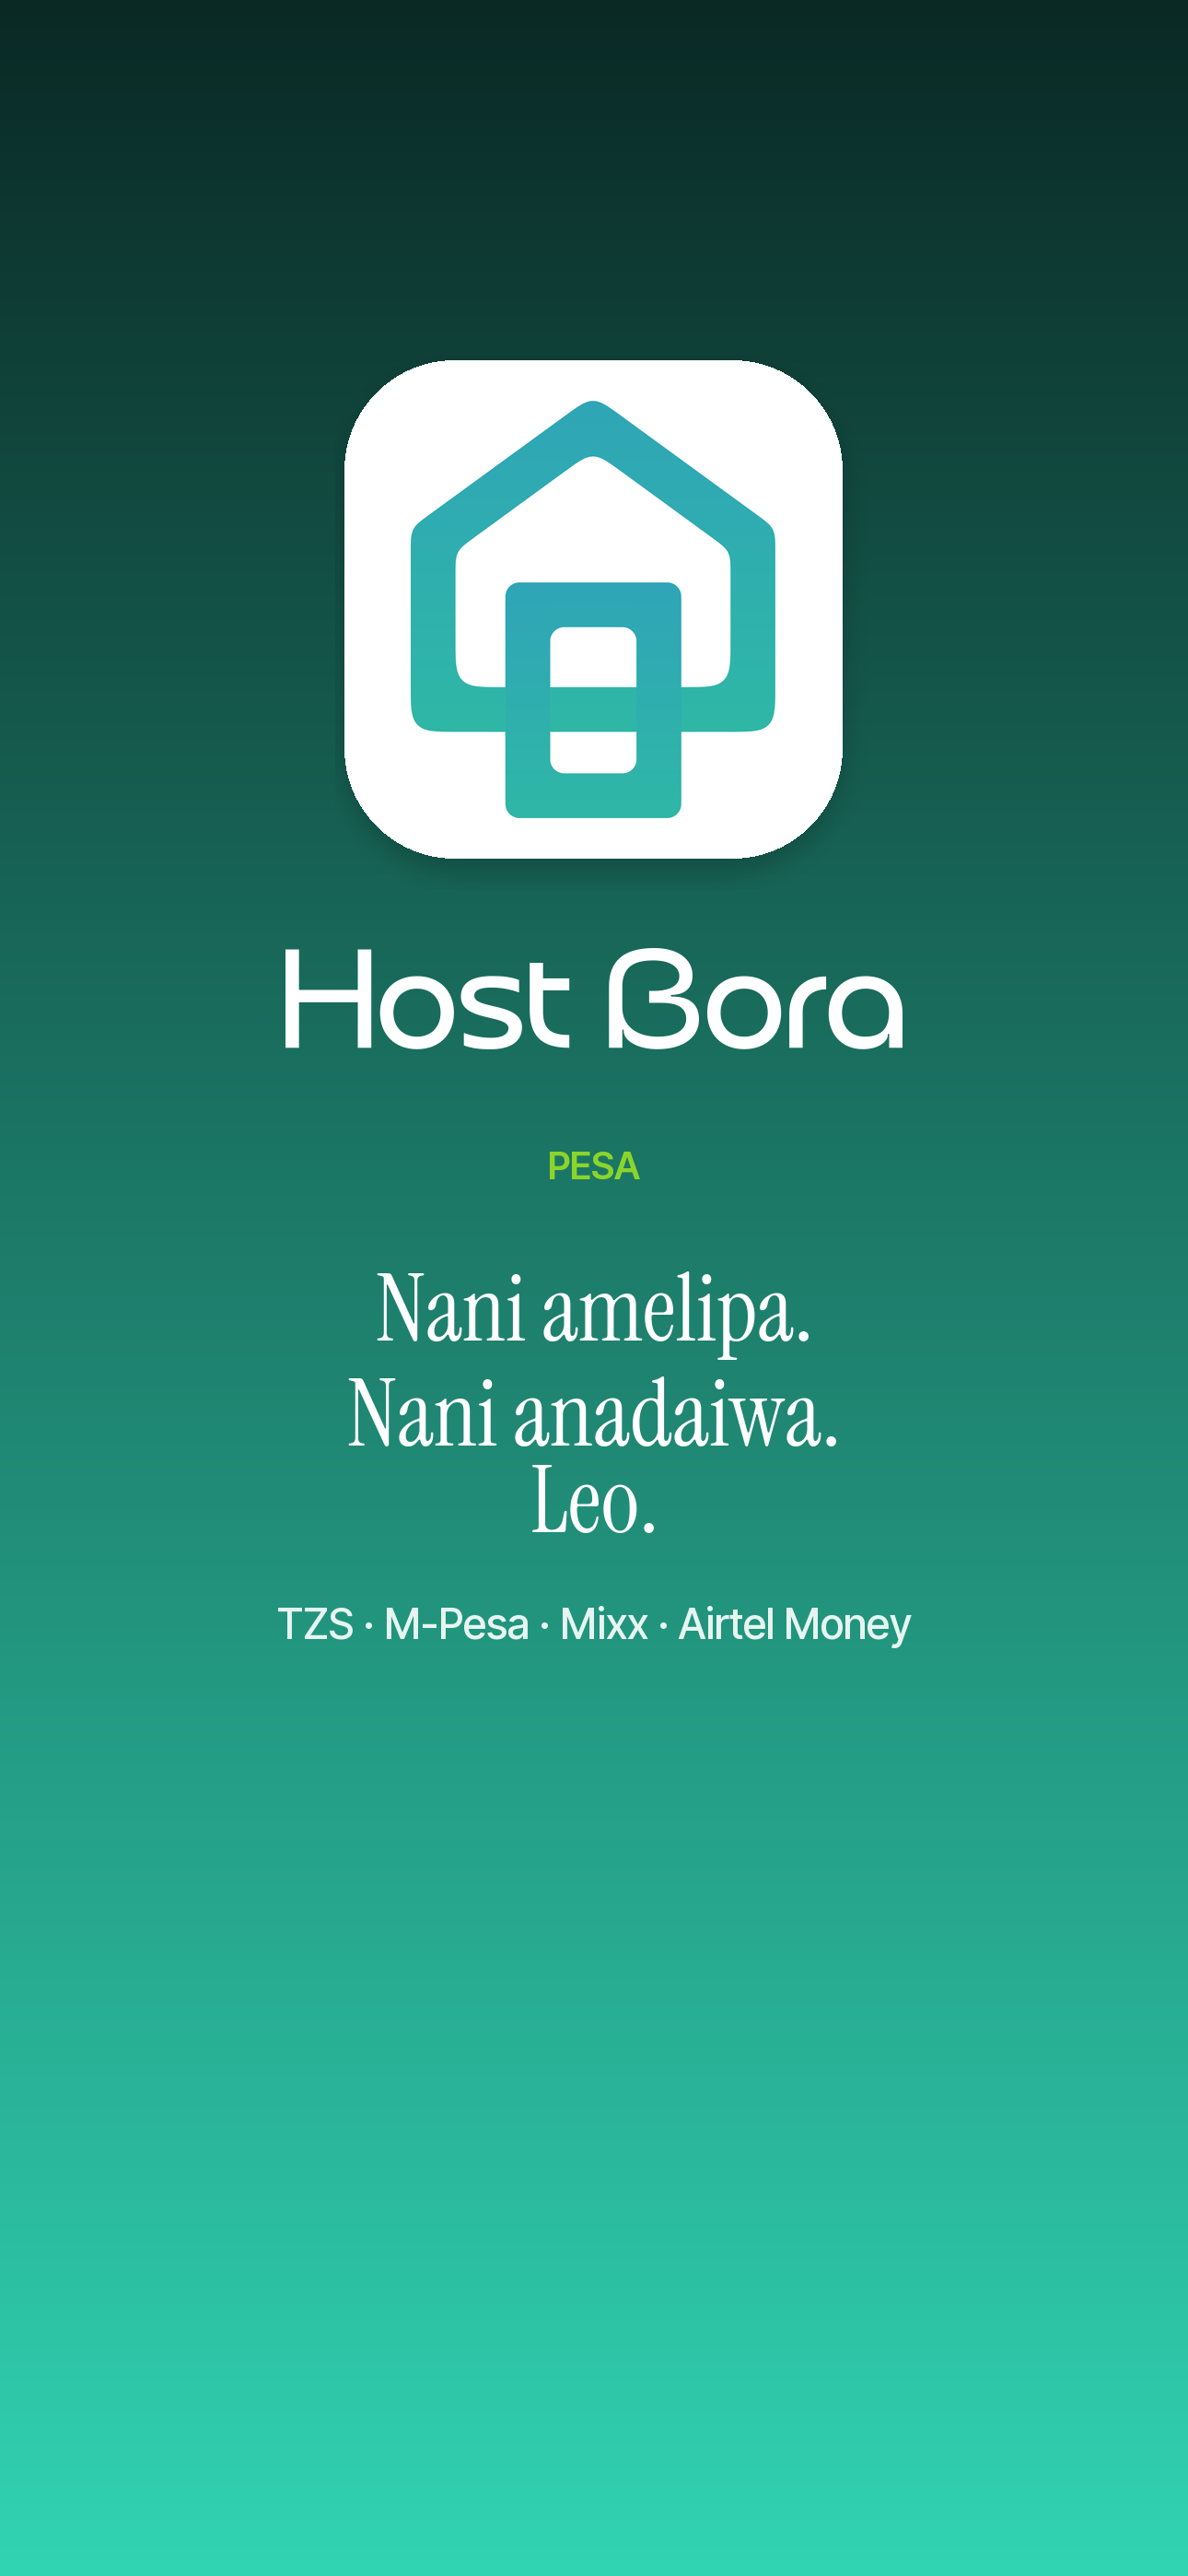 Host Bora
PESA
Nani amelipa.
Nani anadaiwa.
Leo.
TZS · M-Pesa · Mixx · Airtel Money